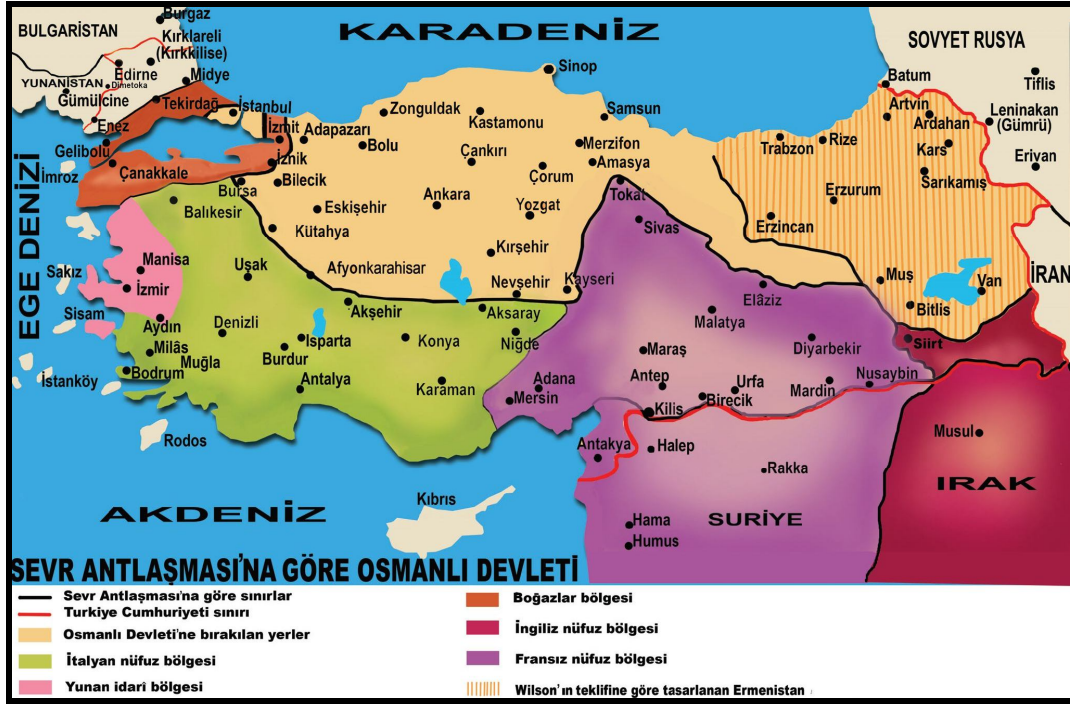 Burgaz
BULGARİSTAN
Kırklareli
(Kırkkilise)
KARADENİZ
SOVYET RUSYA
Edirne
YUNANİSTAN
Dimetoka
Midye
Gümülcine
Tekirdağ
İstanbul
Enez
Gelibolu
İmroz
Çanakkale
İzmit
Adapazarı
İznik
Bolu
Zonguldak
Kastamonu
Sinop
Samsun
Merzifon
Amasya
Çankırı
Çorum
Bursa
Bilecik
Ankara
Yozgat
Tokat
Sivas
Eskişehir
Kütahya
Kırşehir
Balıkesir
Batum
Tiflis
Artvin
Ardahan
Leninakan
(Gümrü)
Trabzon
Rize
Kars
Erivan
Sarıkamış
Erzurum
Erzincan
EGE DENİZİ
Sakız
Manisa
İzmir
Sisam
Uşak
Afyonkarahisar
Nevşehir
Kayseri
Akşehir
Aksaray
Aydın
Denizli
Milâs
Muğla
Isparta
Burdur
Konya
Niğde
Bodrum
İstanköy
Antalya
Karaman
Rodos
Muş
Van
İRAN
Bitlis
Elâziz
Malatya
Siirt
Diyarbekir
Maraş
Adana
Antep
Urfa
Mardin
Nusaybin
Mersin
Birecik
Kilis
Antakya
Halep
Rakka
Musul
IRAK
Kıbrıs
AKDENİZ
SURİYE
Hama
Humus
SEVR ANTLAŞMASI'NA GÖRE OSMANLI DEVLETİ
Sevr Antlaşması'na göre sınırlar
Turkiye Cumhuriyeti sınırı
Osmanlı Devleti'ne bırakılan yerler
İtalyan nüfuz bölgesi
Yunan idarî bölgesi
Boğazlar bölgesi
İngiliz nüfuz bölgesi
Fransız nüfuz bölgesi
Wilson'ın teklifine göre tasarlanan Ermenistan